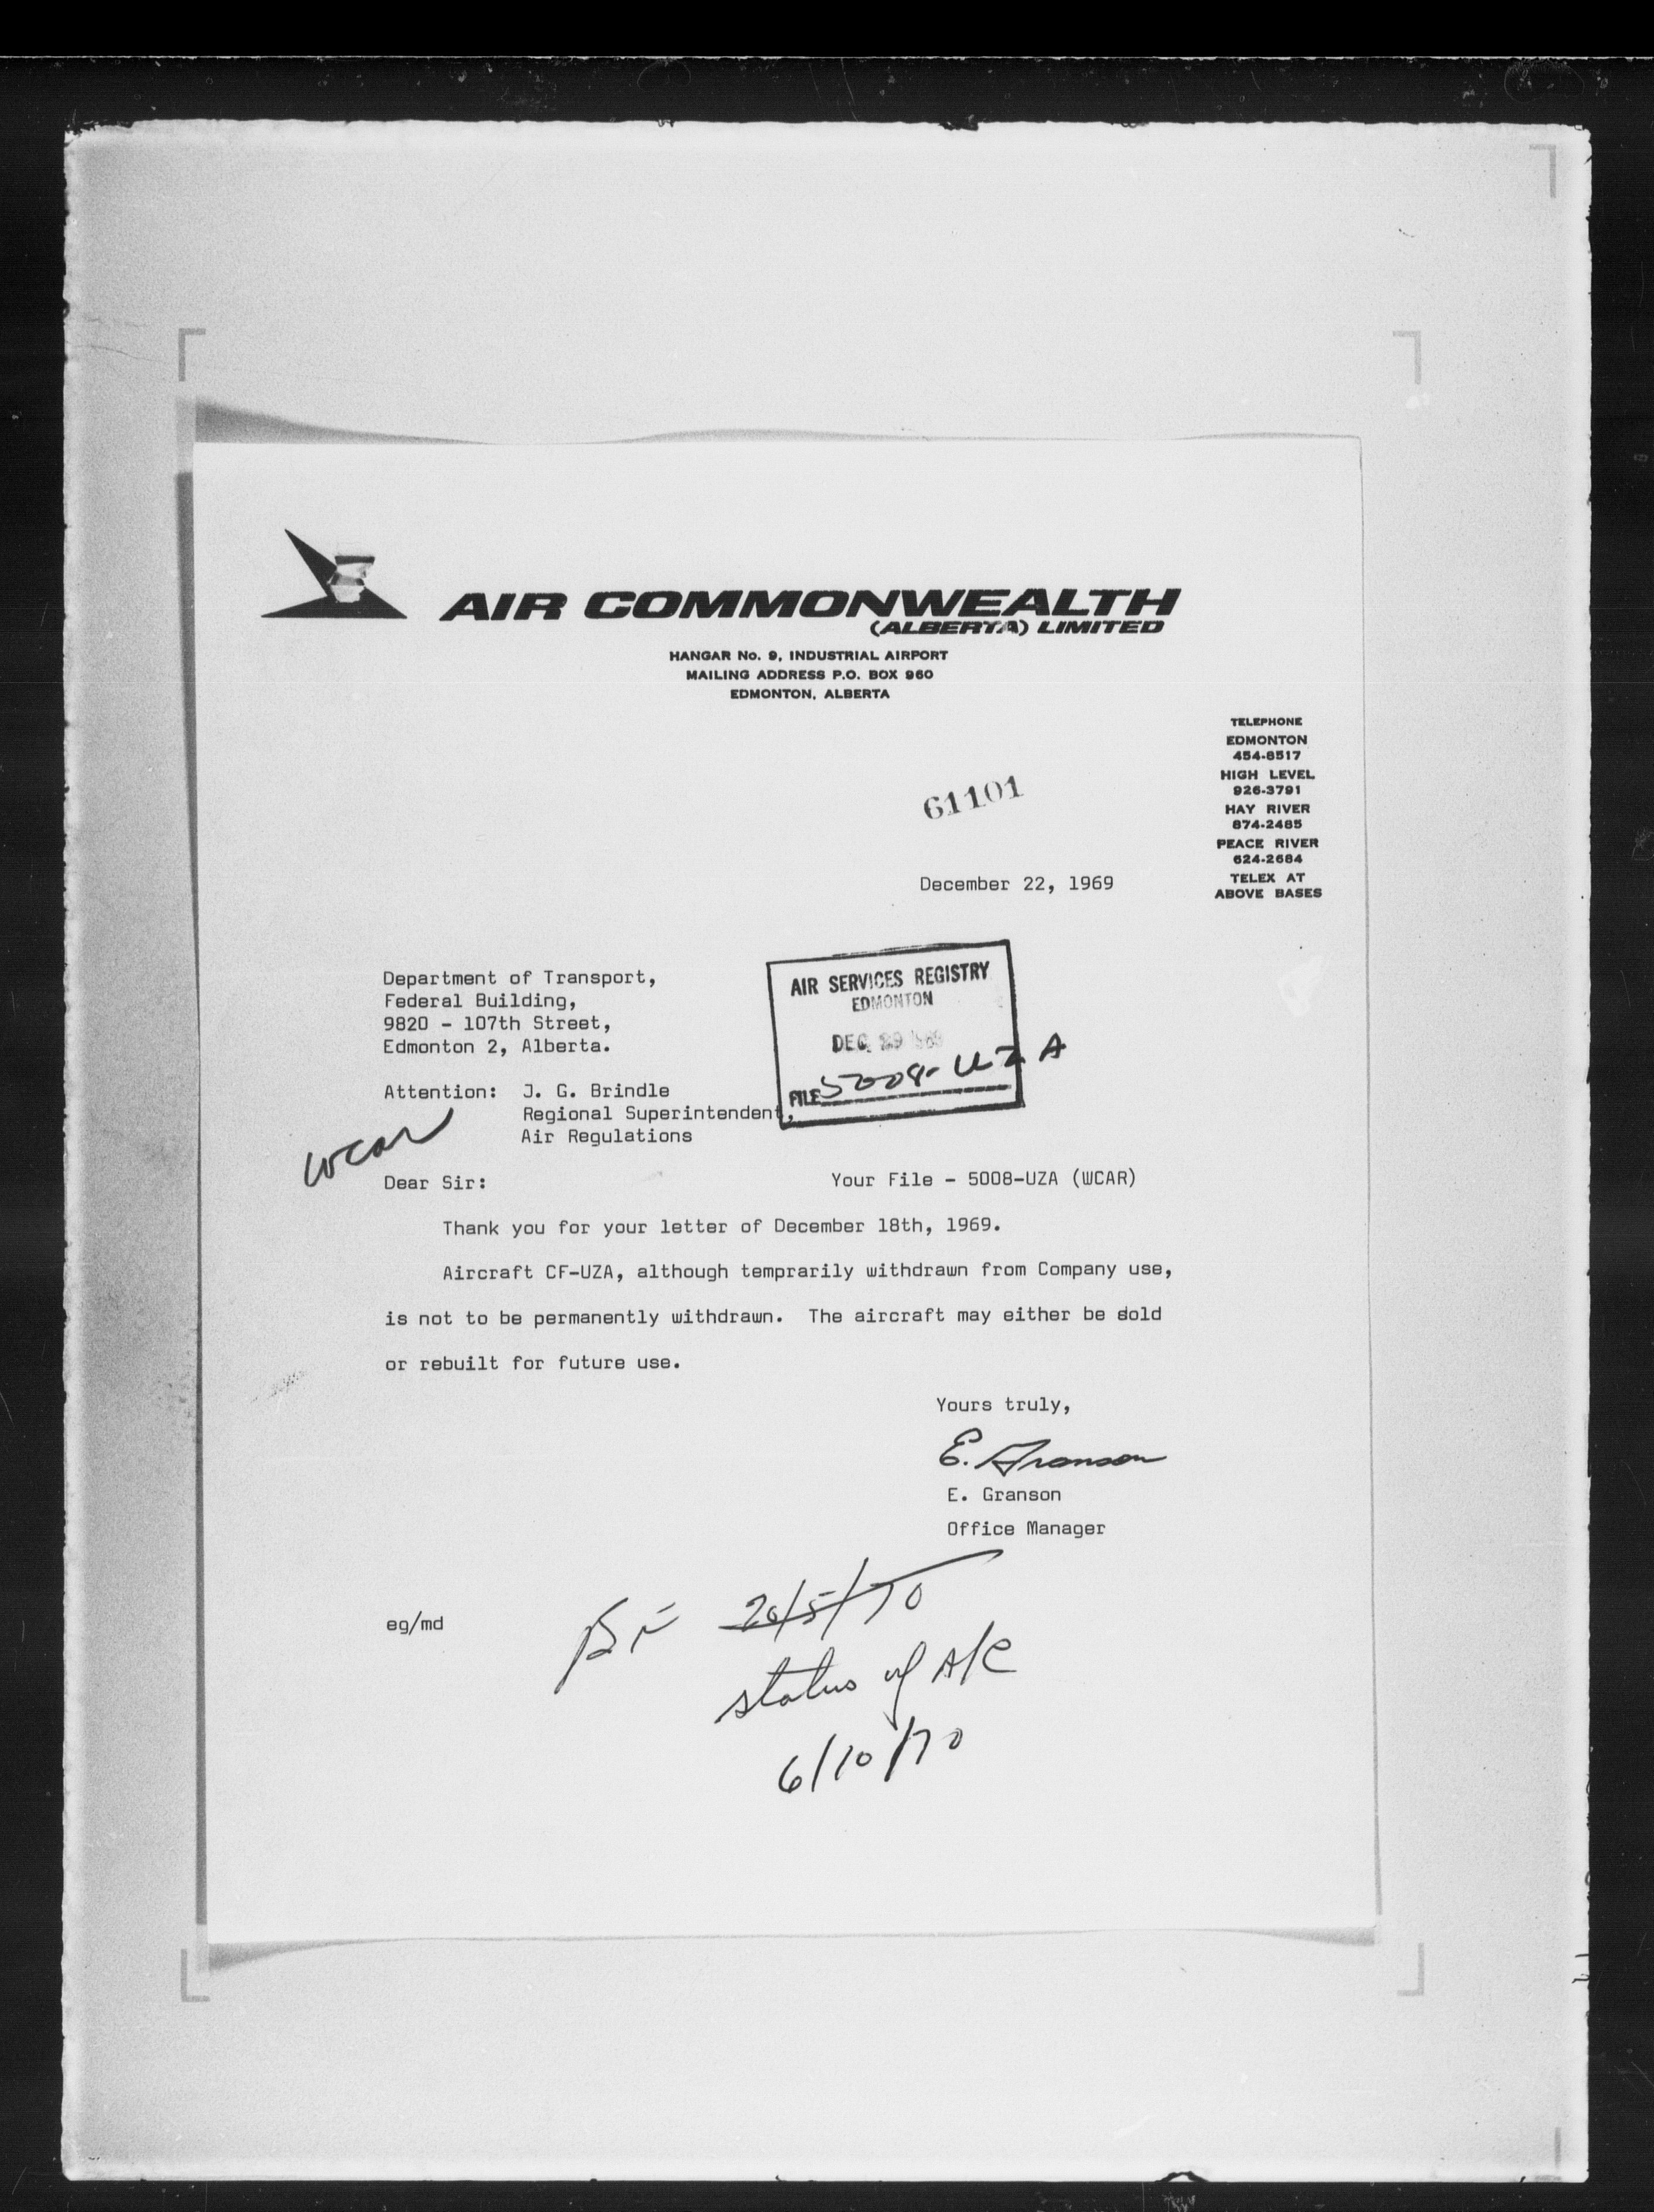 AIR COMMONWEALTH
(ALBERTA) LIMITED
HANGAR No. 9, INDUSTRIAL AIRPORT
MAILING ADDRESS P.O. BOX 960
EDMONTON, ALBERTA
TELEPHONE
EDMONTON
454-8517
HIGH LEVEL
926-3791
HAY RIVER
874-2485
PEACE RIVER
624-2684
TELEX AT
ABOVE BASES
61101
December 22, 1969
Department of Transport,
Federal Building,
9820 - 107th Street,
Edmonton 2, Alberta.
AIR SERVICES REGISTRY
EDMONTON
DEC 29 1969
FILE 5008-UZA
Attention: J. G. Brindle
Regional Superintendent,
Air Regulations
WCAR
Dear Sir: Your File - 5008-UZA (WCAR)
Thank you for your letter of December 18th, 1969.
Aircraft CF-UZA, although temprarily withdrawn from Company use,
is not to be permanently withdrawn. The aircraft may either be sold
or rebuilt for future use.
Yours truly,
E. Granson
E. Granson
Office Manager
eg/md
BF 20/5/70
status of A/C
6/10/70